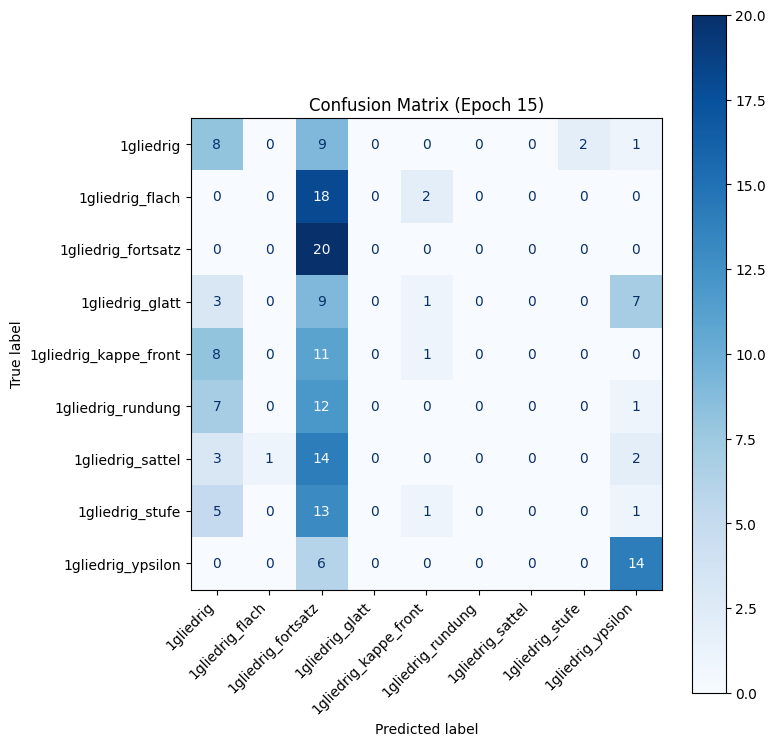 Confusion Matrix (Epoch 15)
True label
1gliedrig 8 0 9 0 0 0 0 2 1
1gliedrig_flach 0 0 18 0 2 0 0 0 0
1gliedrig_fortsatz 0 0 20 0 0 0 0 0 0
1gliedrig_glatt 3 0 9 0 1 0 0 0 7
1gliedrig_kappe_front 8 0 11 0 1 0 0 0 0
1gliedrig_rundung 7 0 12 0 0 0 0 0 1
1gliedrig_sattel 3 1 14 0 0 0 0 0 2
1gliedrig_stufe 5 0 13 0 1 0 0 0 1
1gliedrig_ypsilon 0 0 6 0 0 0 0 0 14
1gliedrig
1gliedrig_flach
1gliedrig_fortsatz
1gliedrig_glatt
1gliedrig_kappe_front
1gliedrig_rundung
1gliedrig_sattel
1gliedrig_stufe
1gliedrig_ypsilon
Predicted label
20.0
17.5
15.0
12.5
10.0
7.5
5.0
2.5
0.0